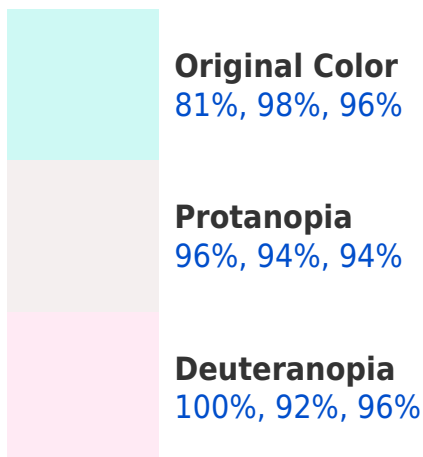 Original Color
81%, 98%, 96%
Protanopia
96%, 94%, 94%
Deuteranopia
100%, 92%, 96%